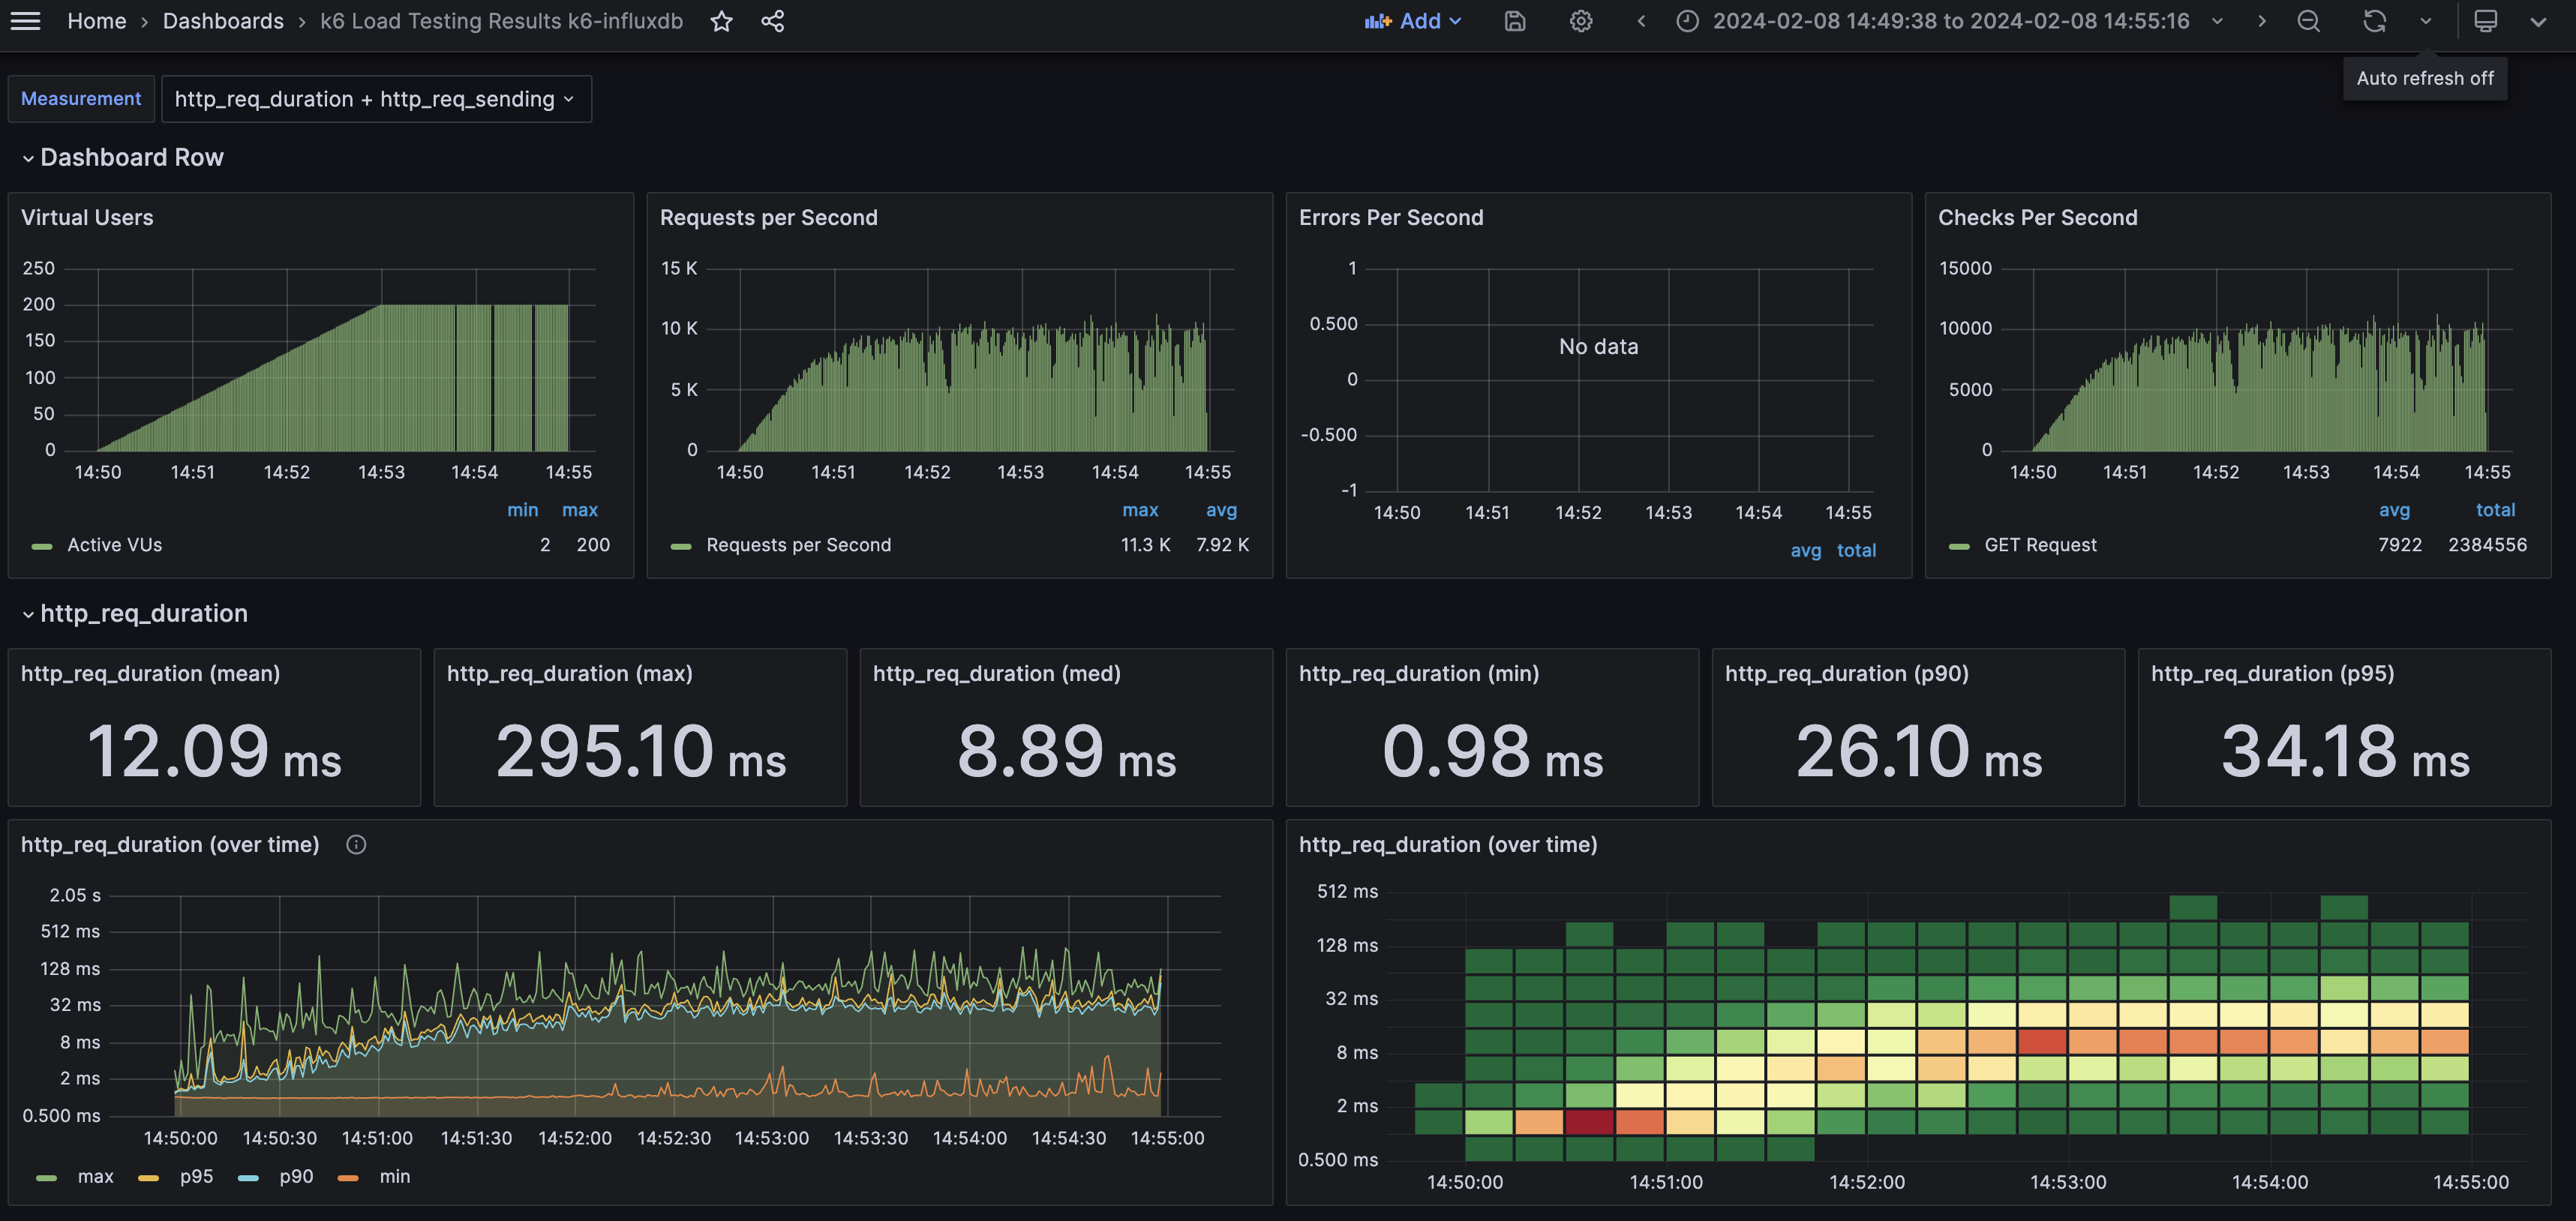 Home › Dashboards › k6 Load Testing Results k6-influxdb
Add
2024-02-08 14:49:38 to 2024-02-08 14:55:16
Auto refresh off
Measurement
http_req_duration + http_req_sending
Dashboard Row
Virtual Users
250
200
150
100
50
0
14:50 14:51 14:52 14:53 14:54 14:55
min max
Active VUs 2 200
Requests per Second
15 K
10 K
5 K
0
14:50 14:51 14:52 14:53 14:54 14:55
max avg
Requests per Second 11.3 K 7.92 K
Errors Per Second
1
0.500
No data
0
-0.500
-1
14:50 14:51 14:52 14:53 14:54 14:55
avg total
Checks Per Second
15000
10000
5000
0
14:50 14:51 14:52 14:53 14:54 14:55
avg total
GET Request 7922 2384556
http_req_duration
http_req_duration (mean)
12.09 ms
http_req_duration (max)
295.10 ms
http_req_duration (med)
8.89 ms
http_req_duration (min)
0.98 ms
http_req_duration (p90)
26.10 ms
http_req_duration (p95)
34.18 ms
http_req_duration (over time)
2.05 s
512 ms
128 ms
32 ms
8 ms
2 ms
0.500 ms
14:50:00 14:50:30 14:51:00 14:51:30 14:52:00 14:52:30 14:53:00 14:53:30 14:54:00 14:54:30 14:55:00
max p95 p90 min
http_req_duration (over time)
512 ms
128 ms
32 ms
8 ms
2 ms
0.500 ms
14:50:00 14:51:00 14:52:00 14:53:00 14:54:00 14:55:00